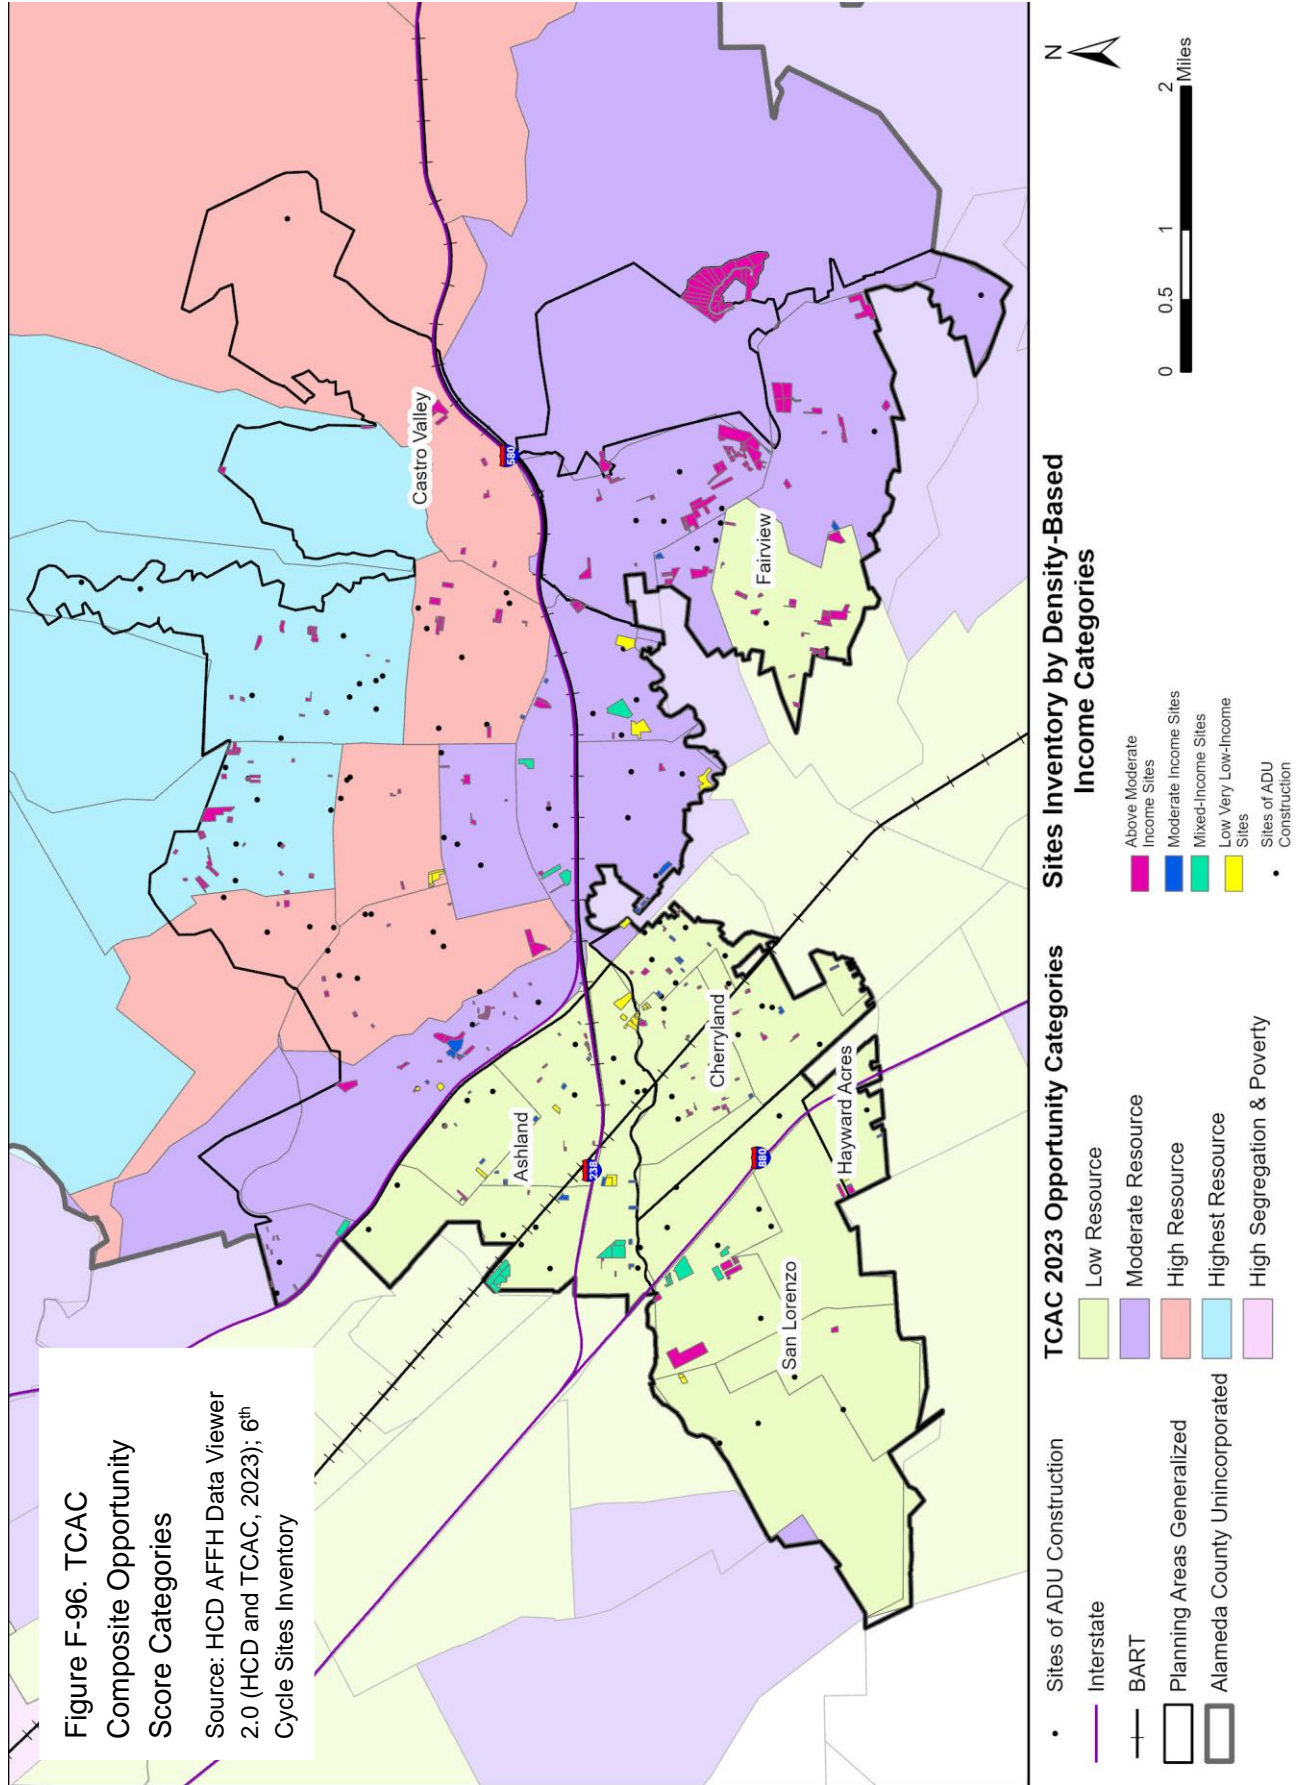 Figure F-96. TCAC
Composite Opportunity
Score Categories
Source: HCD AFFH Data Viewer
2.0 (HCD and TCAC, 2023); 6th
Cycle Sites Inventory
Castro Valley
580
Fairview
Ashland
238
Cherryland
880
Hayward Acres
San Lorenzo
Sites of ADU Construction
Interstate
BART
Planning Areas Generalized
Alameda County Unincorporated
TCAC 2023 Opportunity Categories
Low Resource
Moderate Resource
High Resource
Highest Resource
High Segregation & Poverty
Sites Inventory by Density-Based
Income Categories
Above Moderate
Income Sites
Moderate Income Sites
Mixed-Income Sites
Low Very Low-Income
Sites
Sites of ADU
Construction
N
0 0.5 1 2
Miles